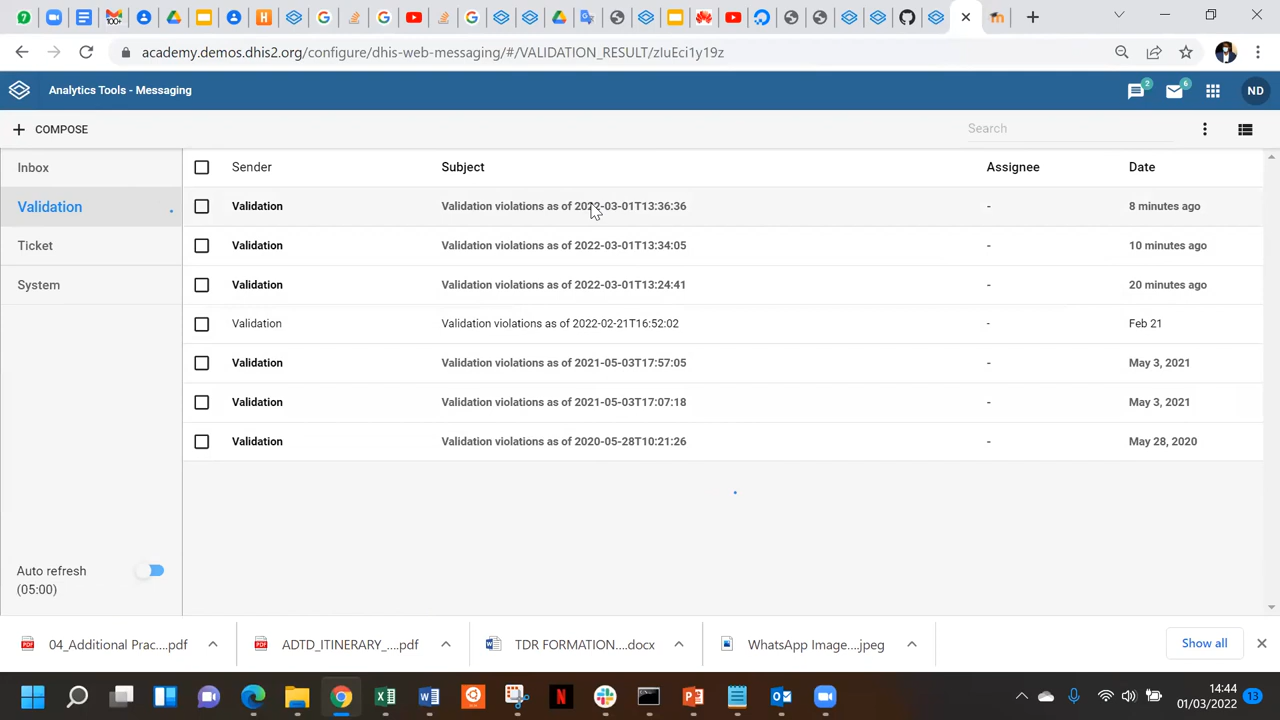 academy.demos.dhis2.org/configure/dhis-web-messaging/#/VALIDATION_RESULT/zIuEci1y19z
Analytics Tools - Messaging
2
6
ND
+ COMPOSE
Search
Inbox
Validation
Ticket
System
Sender Subject Assignee Date
Validation Validation violations as of 2022-03-01T13:36:36 - 8 minutes ago
Validation Validation violations as of 2022-03-01T13:34:05 - 10 minutes ago
Validation Validation violations as of 2022-03-01T13:24:41 - 20 minutes ago
Validation Validation violations as of 2022-02-21T16:52:02 - Feb 21
Validation Validation violations as of 2021-05-03T17:57:05 - May 3, 2021
Validation Validation violations as of 2021-05-03T17:07:18 - May 3, 2021
Validation Validation violations as of 2020-05-28T10:21:26 - May 28, 2020
Auto refresh
(05:00)
04_Additional Prac....pdf
ADTD_ITINERARY_....pdf
TDR FORMATION....docx
WhatsApp Image....jpeg
Show all
14:44
01/03/2022
13